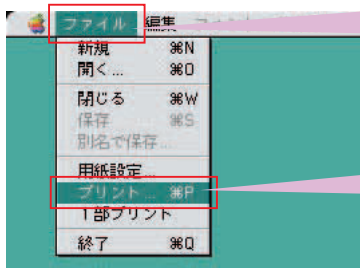 ファイル 編集
新規 ⌘N
開く... ⌘O
閉じる ⌘W
保存 ⌘S
別名で保存...
用紙設定...
プリント... ⌘P
1部プリント
終了 ⌘Q